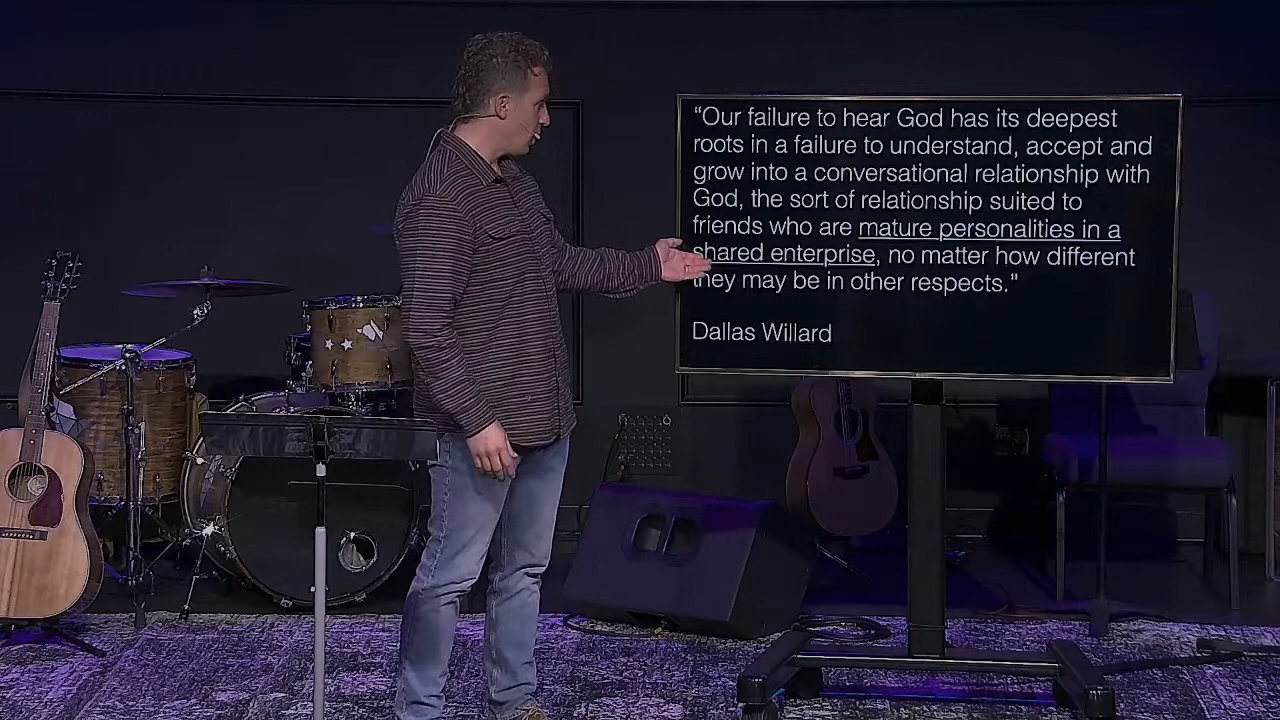 “Our failure to hear God has its deepest
roots in a failure to understand, accept and
grow into a conversational relationship with
God, the sort of relationship suited to
friends who are mature personalities in a
shared enterprise, no matter how different
they may be in other respects.”
Dallas Willard